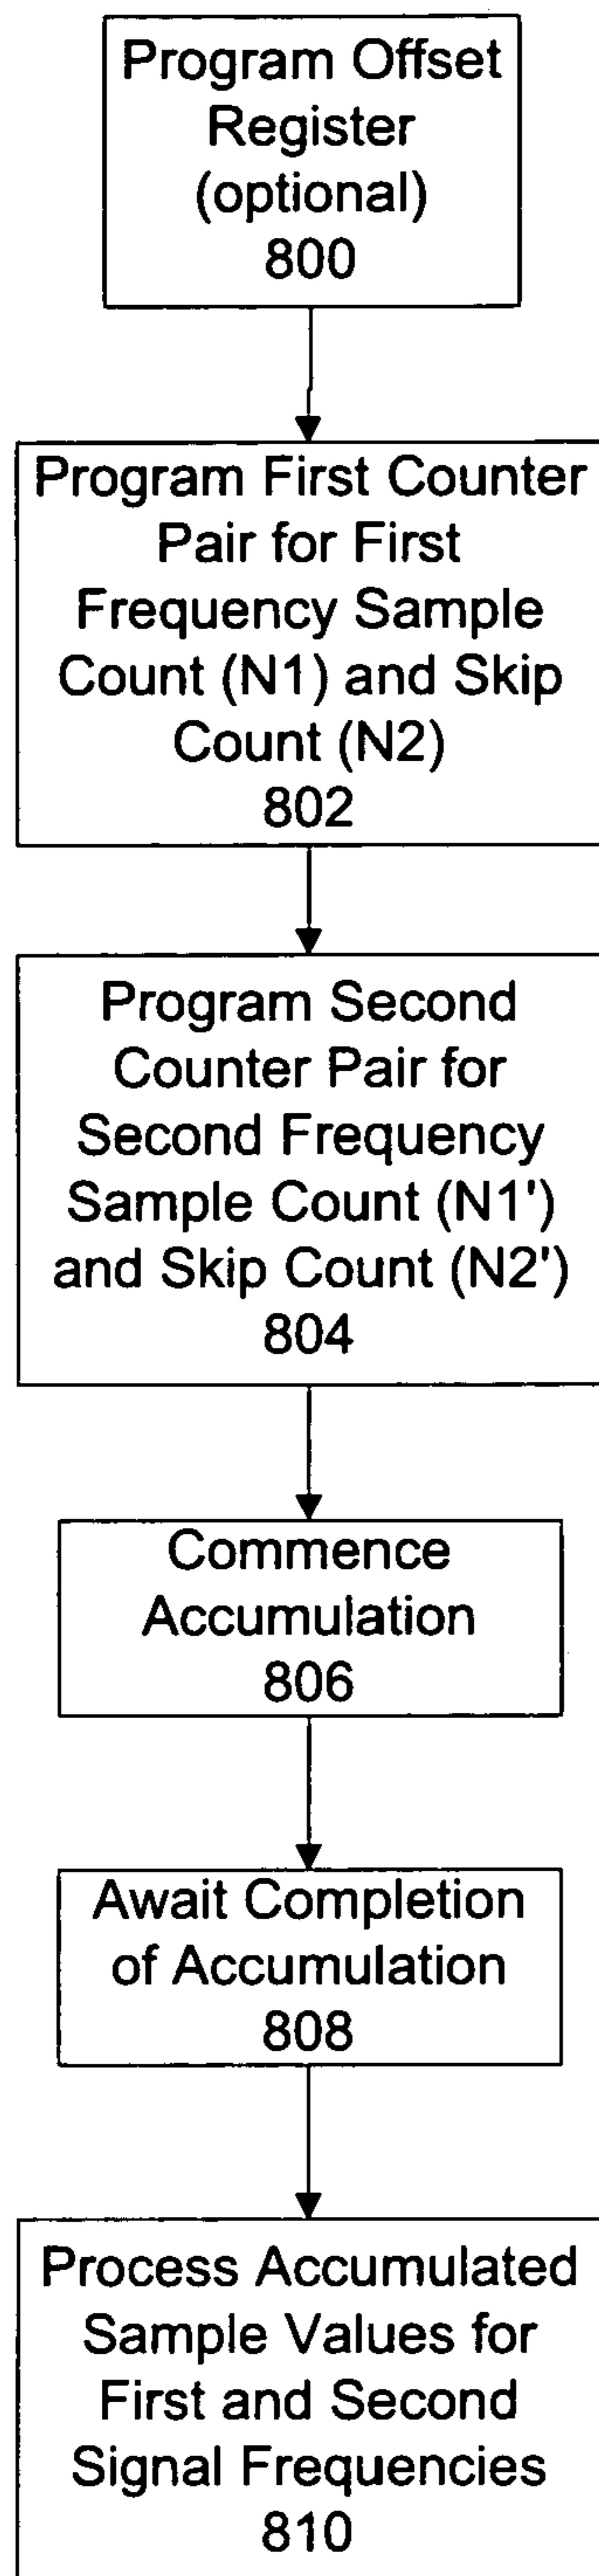 Program Offset
Register
(optional)
800
Program First Counter
Pair for First
Frequency Sample
Count (N1) and Skip
Count (N2)
802
Program Second
Counter Pair for
Second Frequency
Sample Count (N1')
and Skip Count (N2')
804
Commence
Accumulation
806
Await Completion
of Accumulation
808
Process Accumulated
Sample Values for
First and Second
Signal Frequencies
810